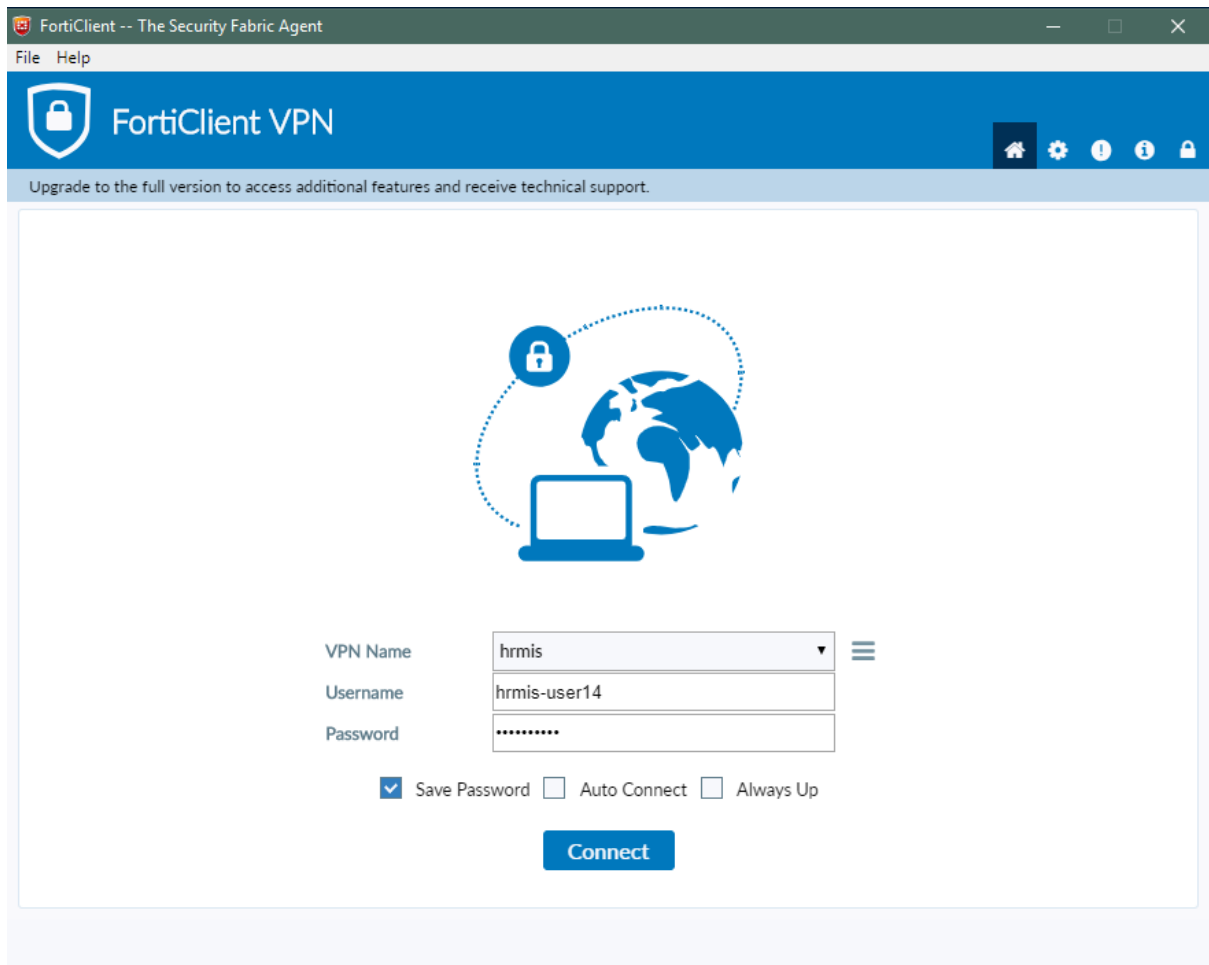 FortiClient -- The Security Fabric Agent
File Help
FortiClient VPN
Upgrade to the full version to access additional features and receive technical support.
VPN Name hrmis
Username hrmis-user14
Password ••••••••••
Save Password Auto Connect Always Up
Connect